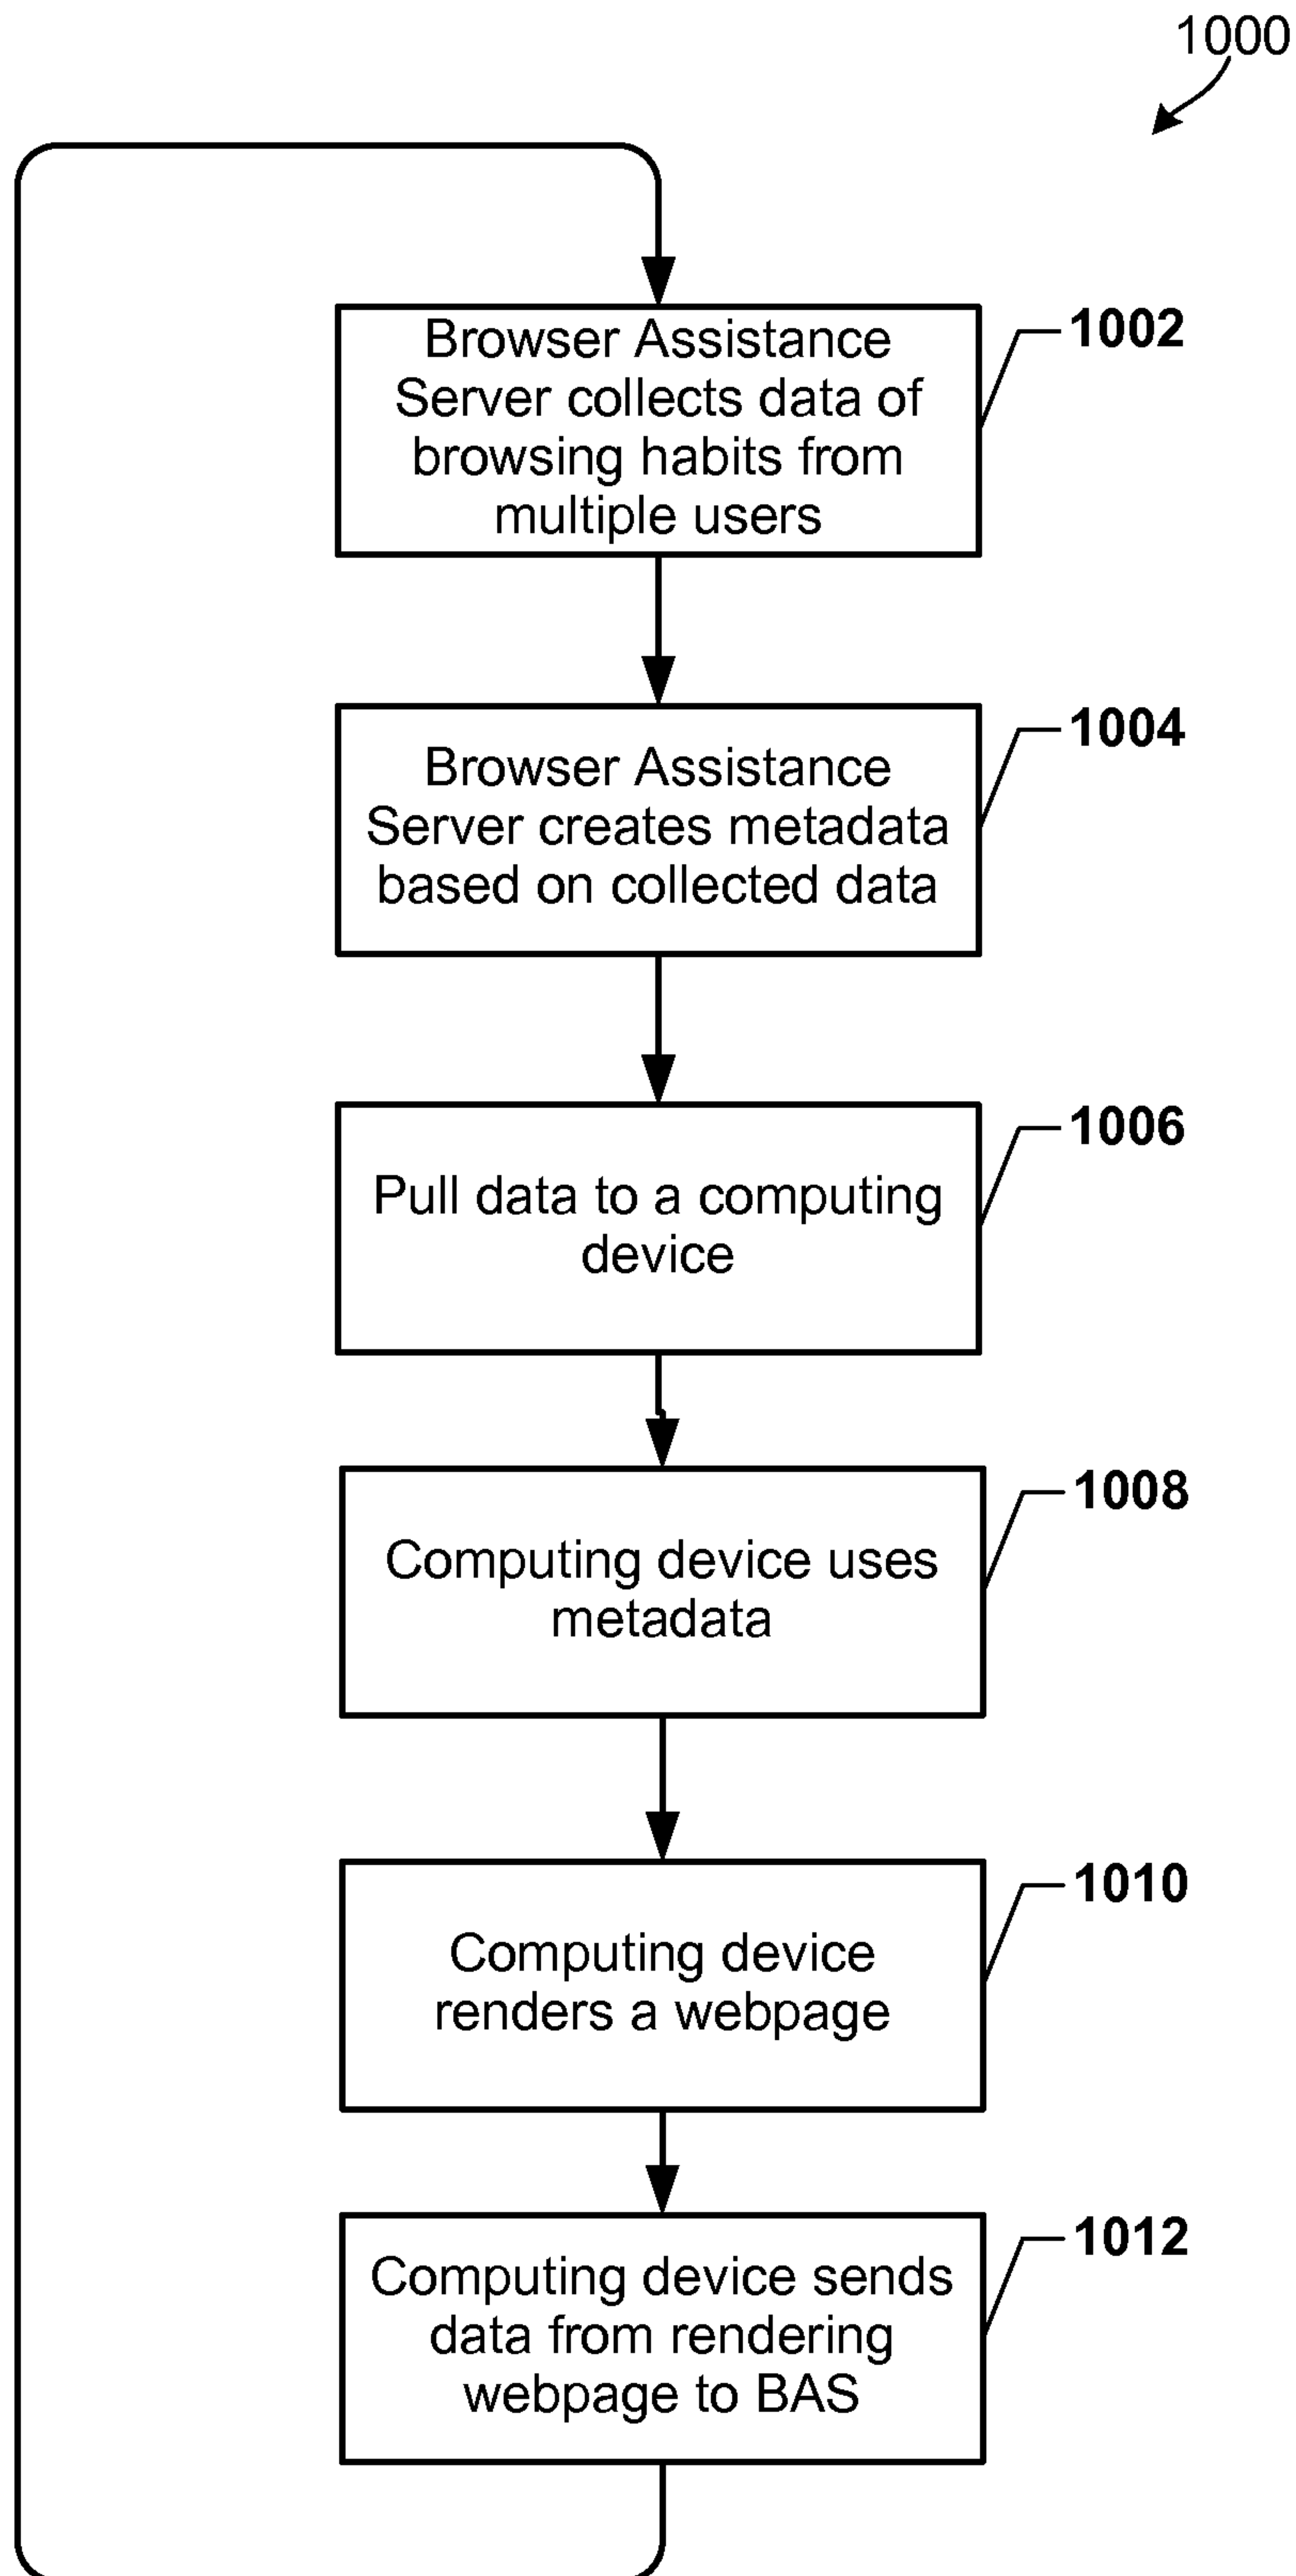 1000
Browser Assistance
Server collects data of
browsing habits from
multiple users
1002
Browser Assistance
Server creates metadata
based on collected data
1004
Pull data to a computing
device
1006
Computing device uses
metadata
1008
Computing device
renders a webpage
1010
Computing device sends
data from rendering
webpage to BAS
1012